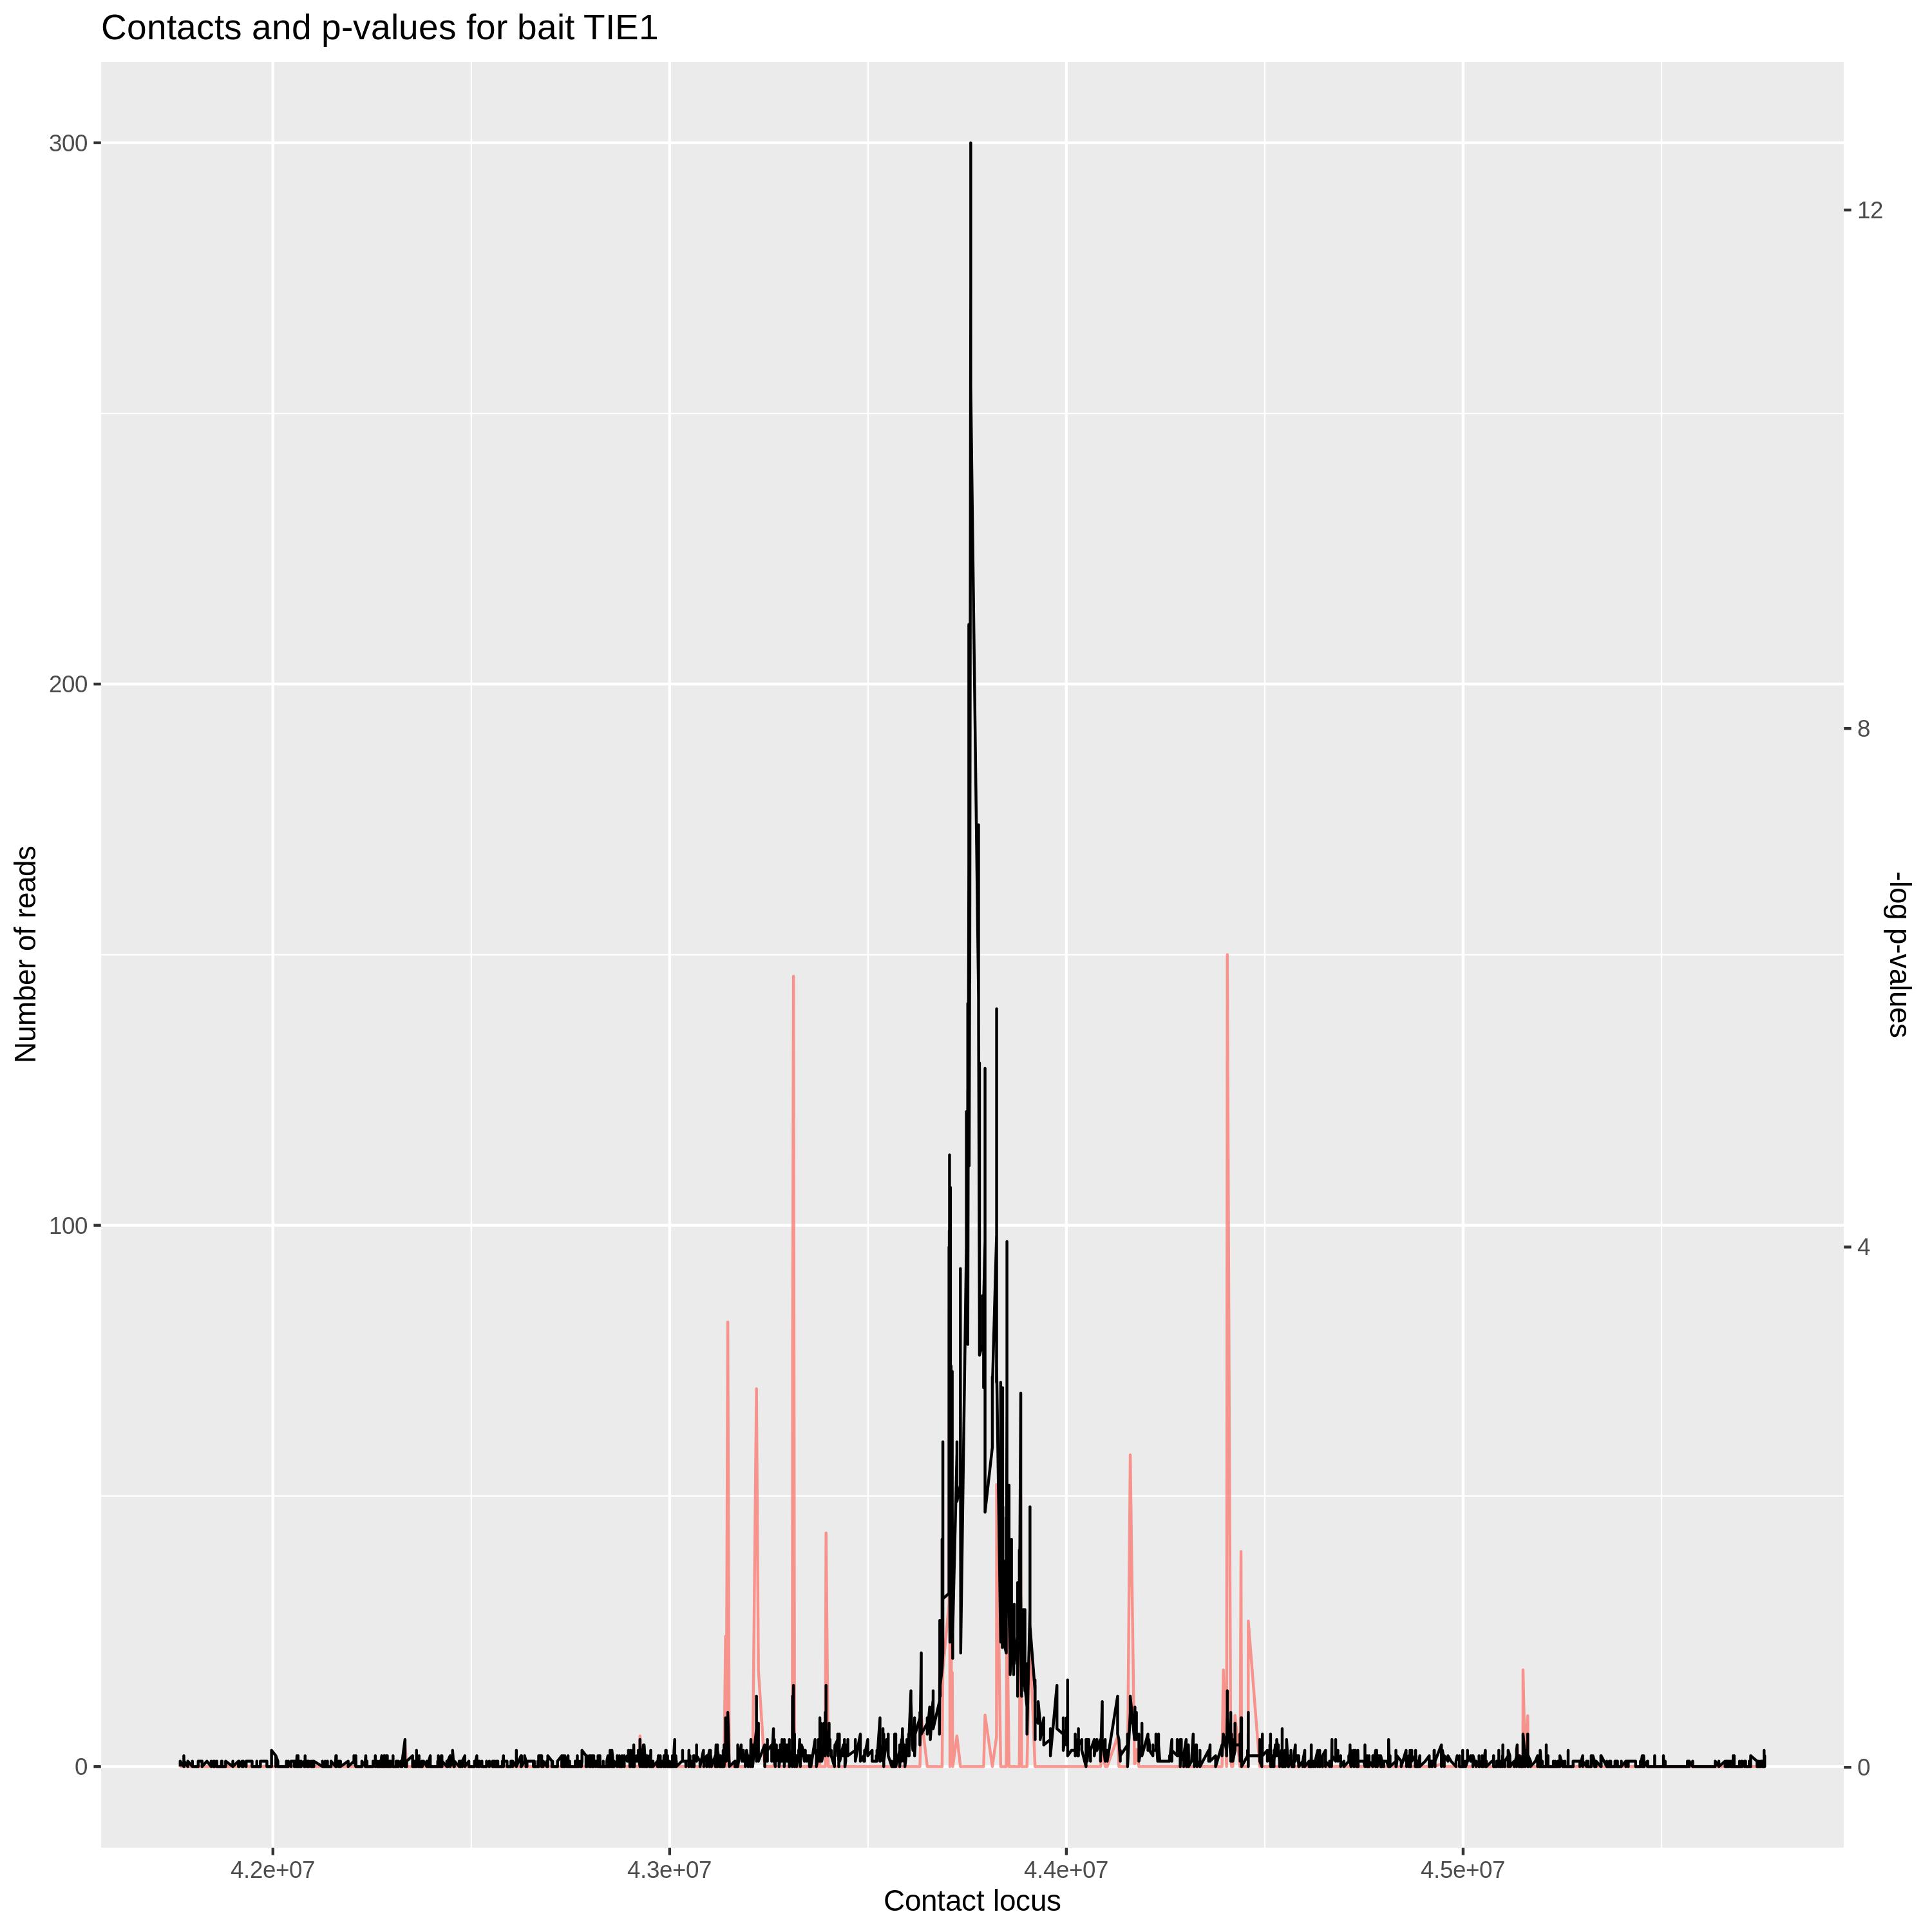 Contacts and p-values for bait TIE1
300
200
100
0
12
8
4
0
Number of reads
-log p-values
4.2e+07
4.3e+07
4.4e+07
4.5e+07
Contact locus